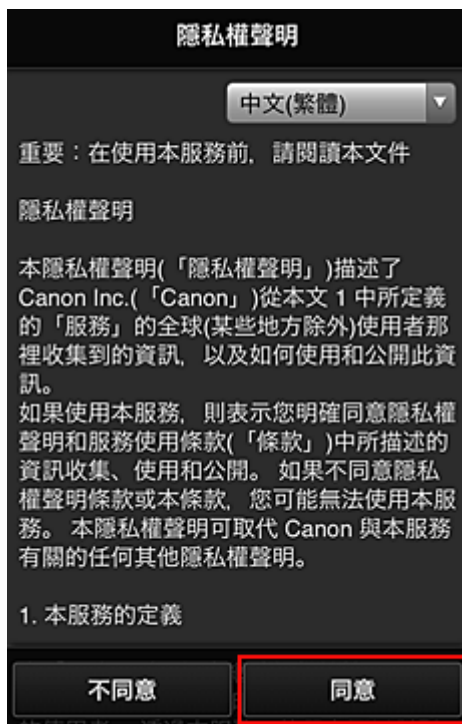 隱私權聲明
中文(繁體)
重要：在使用本服務前，請閱讀本文件
隱私權聲明
本隱私權聲明(「隱私權聲明」)描述了
Canon Inc.(「Canon」)從本文 1 中所定義
的「服務」的全球(某些地方除外)使用者那
裡收集到的資訊，以及如何使用和公開此資
訊。
如果使用本服務，則表示您明確同意隱私權
聲明和服務使用條款(「條款」)中所描述的
資訊收集、使用和公開。 如果不同意隱私
權聲明條款或本條款，您可能無法使用本服
務。 本隱私權聲明可取代 Canon 與本服務
有關的任何其他隱私權聲明。
1. 本服務的定義
不同意
同意